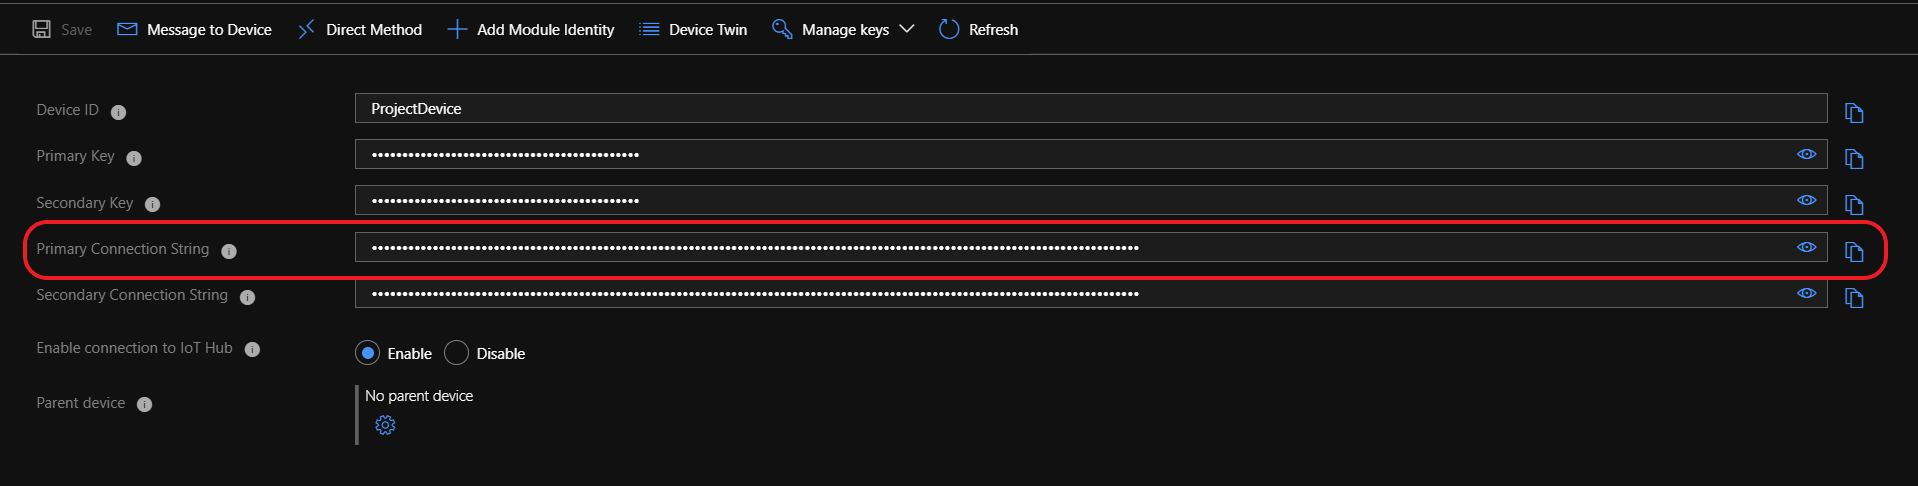 Save Message to Device Direct Method Add Module Identity Device Twin Manage keys Refresh
Device ID ProjectDevice
Primary Key ••••••••••••••••••••••••••••••••••••••••••••
Secondary Key ••••••••••••••••••••••••••••••••••••••••••••
Primary Connection String ••••••••••••••••••••••••••••••••••••••••••••••••••••••••••••••••••••••••••••••••••••••••••••••••••••••••••••••••••••••••••••••
Secondary Connection String ••••••••••••••••••••••••••••••••••••••••••••••••••••••••••••••••••••••••••••••••••••••••••••••••••••••••••••••••••••••••••••••
Enable connection to IoT Hub Enable Disable
Parent device No parent device